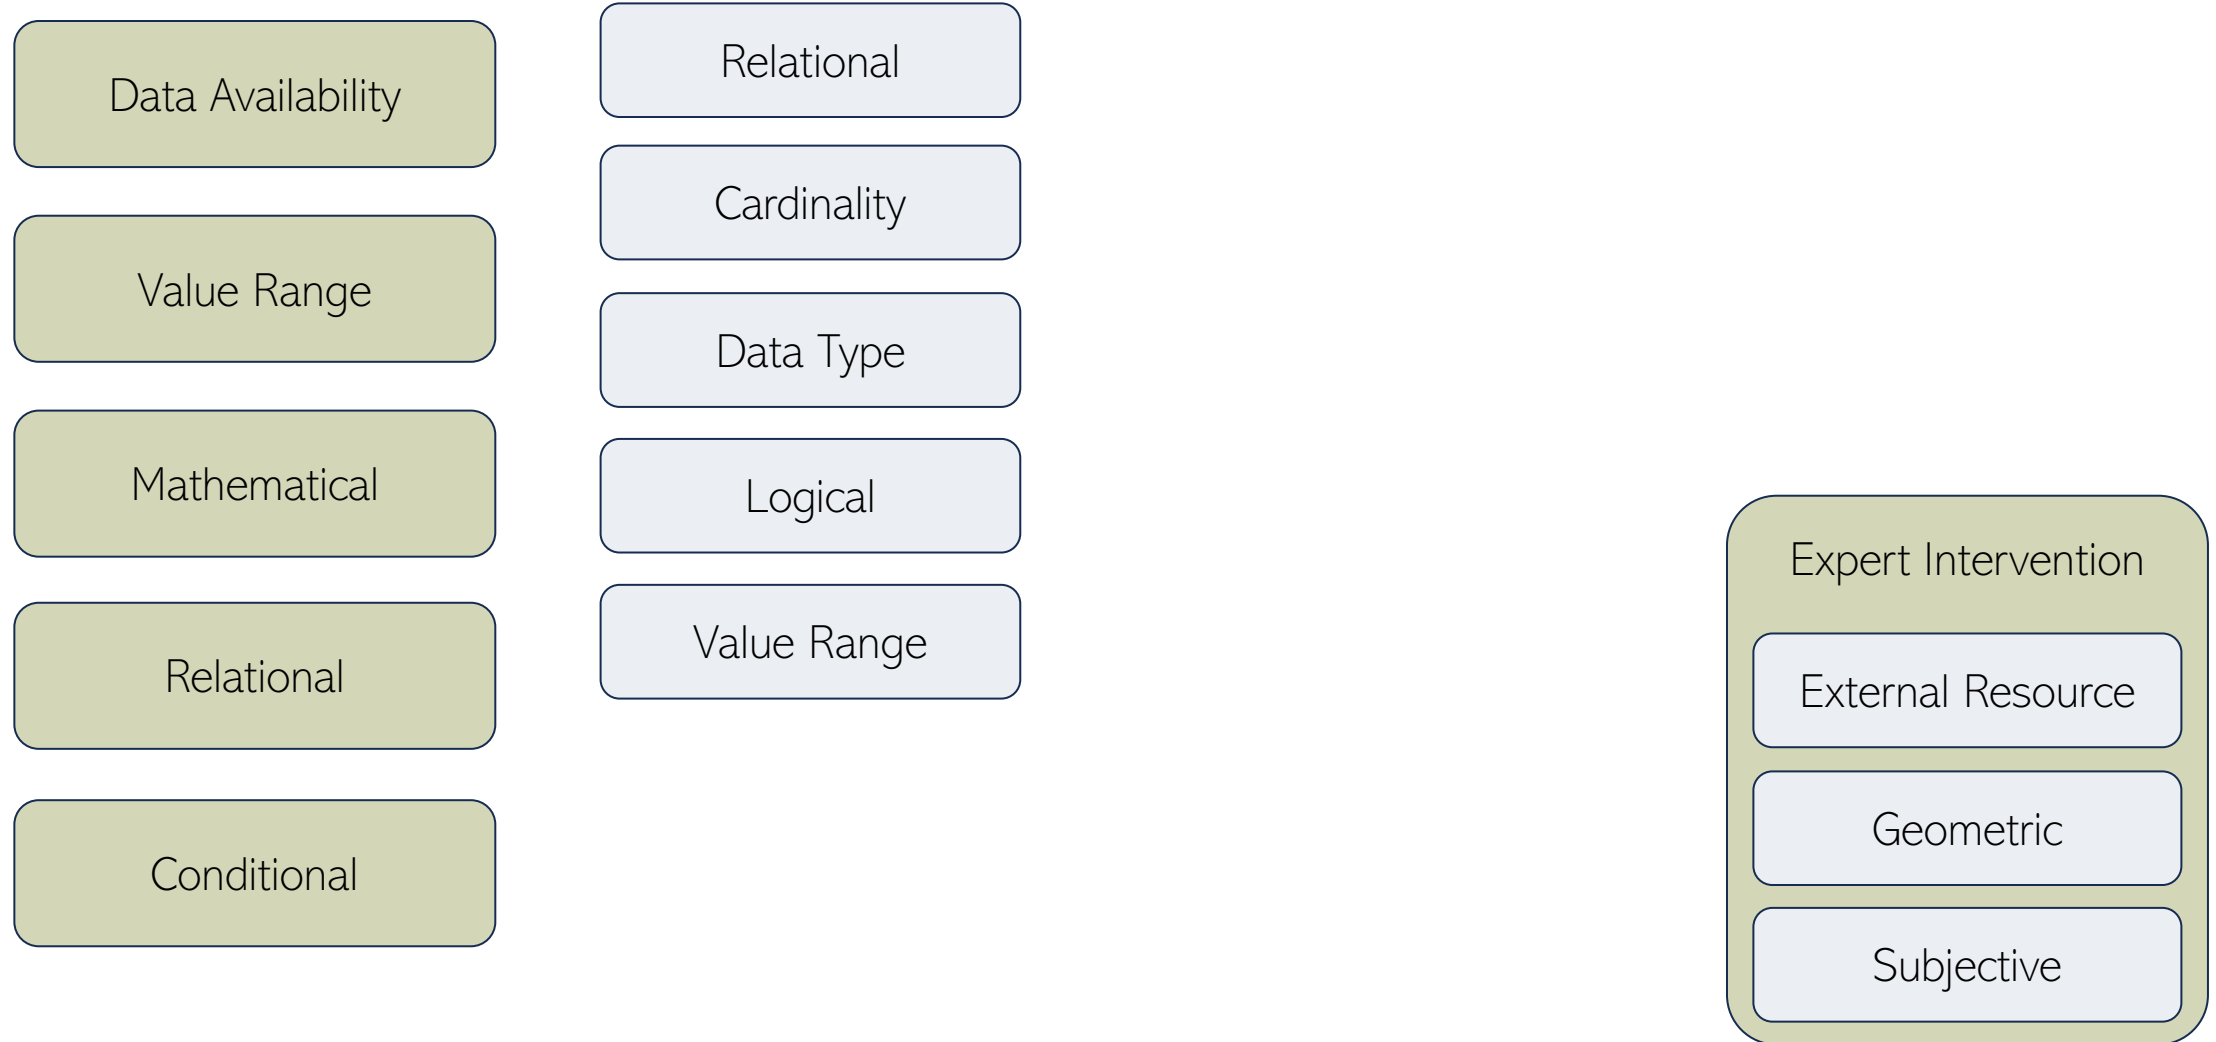 Data Availability
Value Range
Mathematical
Relational
Conditional
Relational
Cardinality
Data Type
Logical
Value Range
Expert Intervention
External Resource
Geometric
Subjective